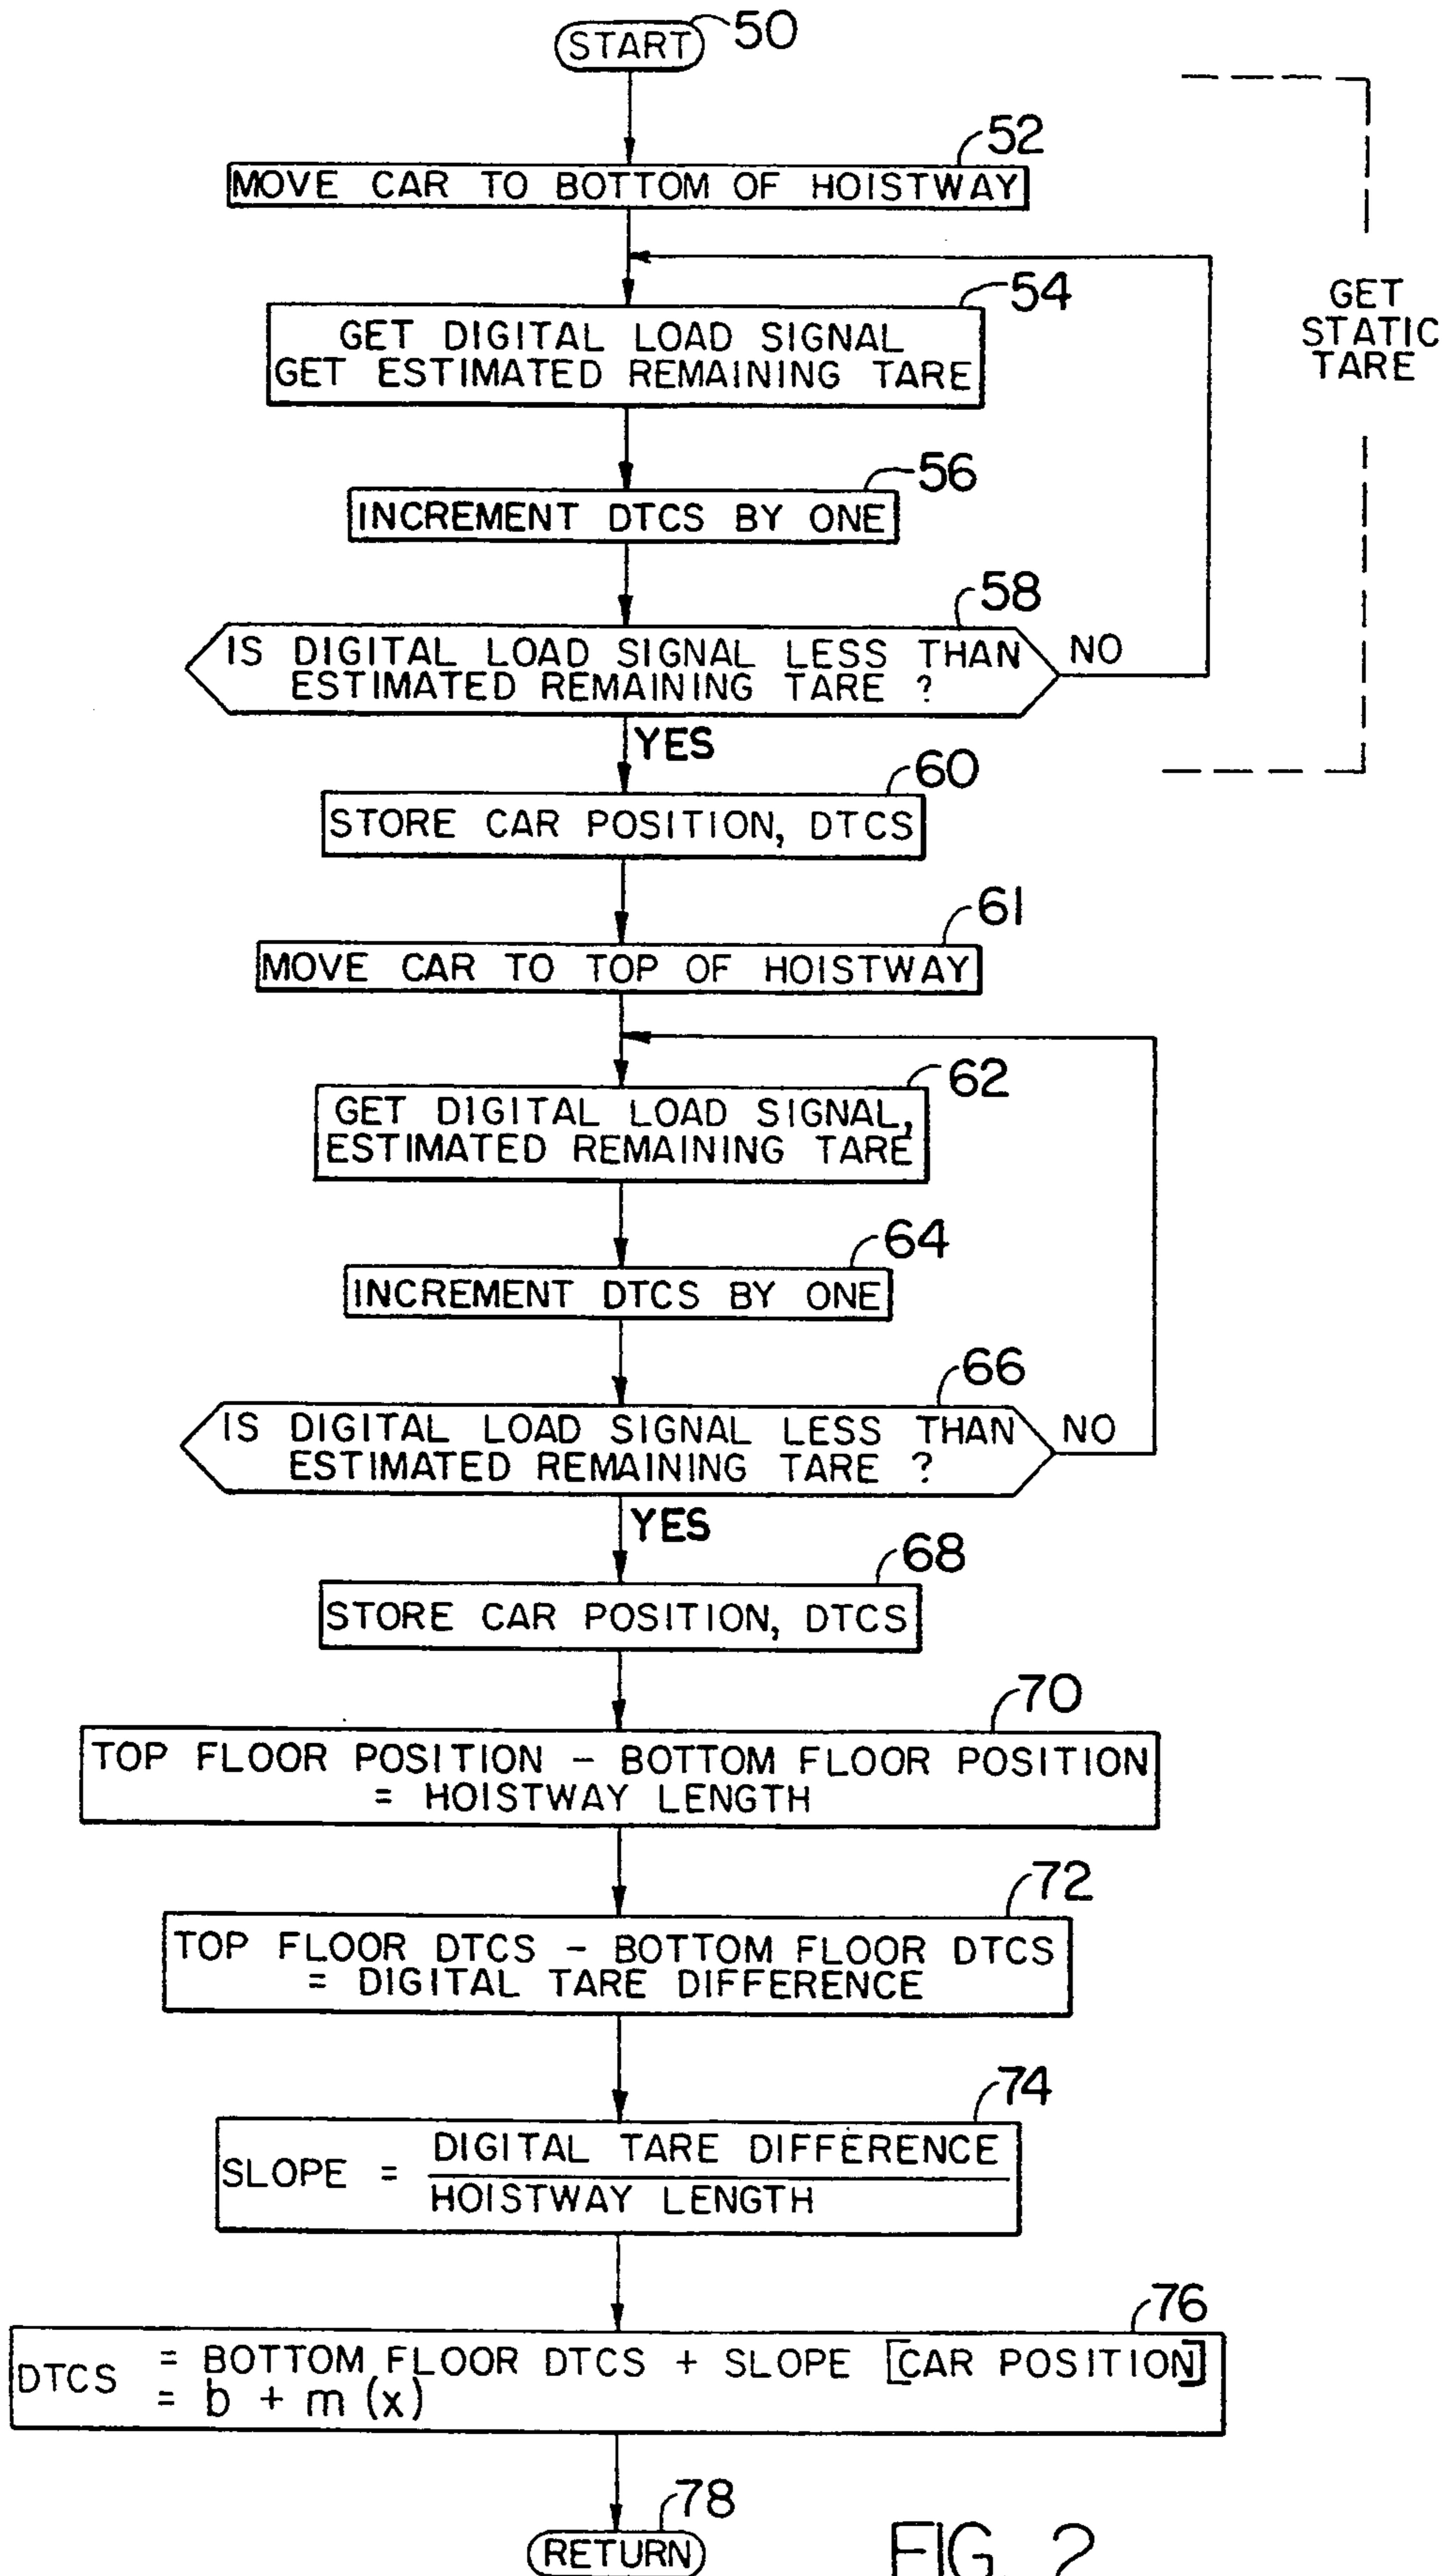 START
50
52
MOVE CAR TO BOTTOM OF HOISTWAY
54
GET DIGITAL LOAD SIGNAL
GET ESTIMATED REMAINING TARE
GET
STATIC
TARE
56
INCREMENT DTCS BY ONE
58
IS DIGITAL LOAD SIGNAL LESS THAN
ESTIMATED REMAINING TARE ?
NO
YES
60
STORE CAR POSITION, DTCS
61
MOVE CAR TO TOP OF HOISTWAY
62
GET DIGITAL LOAD SIGNAL,
ESTIMATED REMAINING TARE
64
INCREMENT DTCS BY ONE
66
IS DIGITAL LOAD SIGNAL LESS THAN
ESTIMATED REMAINING TARE ?
NO
YES
68
STORE CAR POSITION, DTCS
70
TOP FLOOR POSITION - BOTTOM FLOOR POSITION
= HOISTWAY LENGTH
72
TOP FLOOR DTCS - BOTTOM FLOOR DTCS
= DIGITAL TARE DIFFERENCE
74
SLOPE =
DIGITAL TARE DIFFERENCE
HOISTWAY LENGTH
76
DTCS
= BOTTOM FLOOR DTCS + SLOPE [CAR POSITION]
= b + m (x)
78
RETURN
FIG. 2